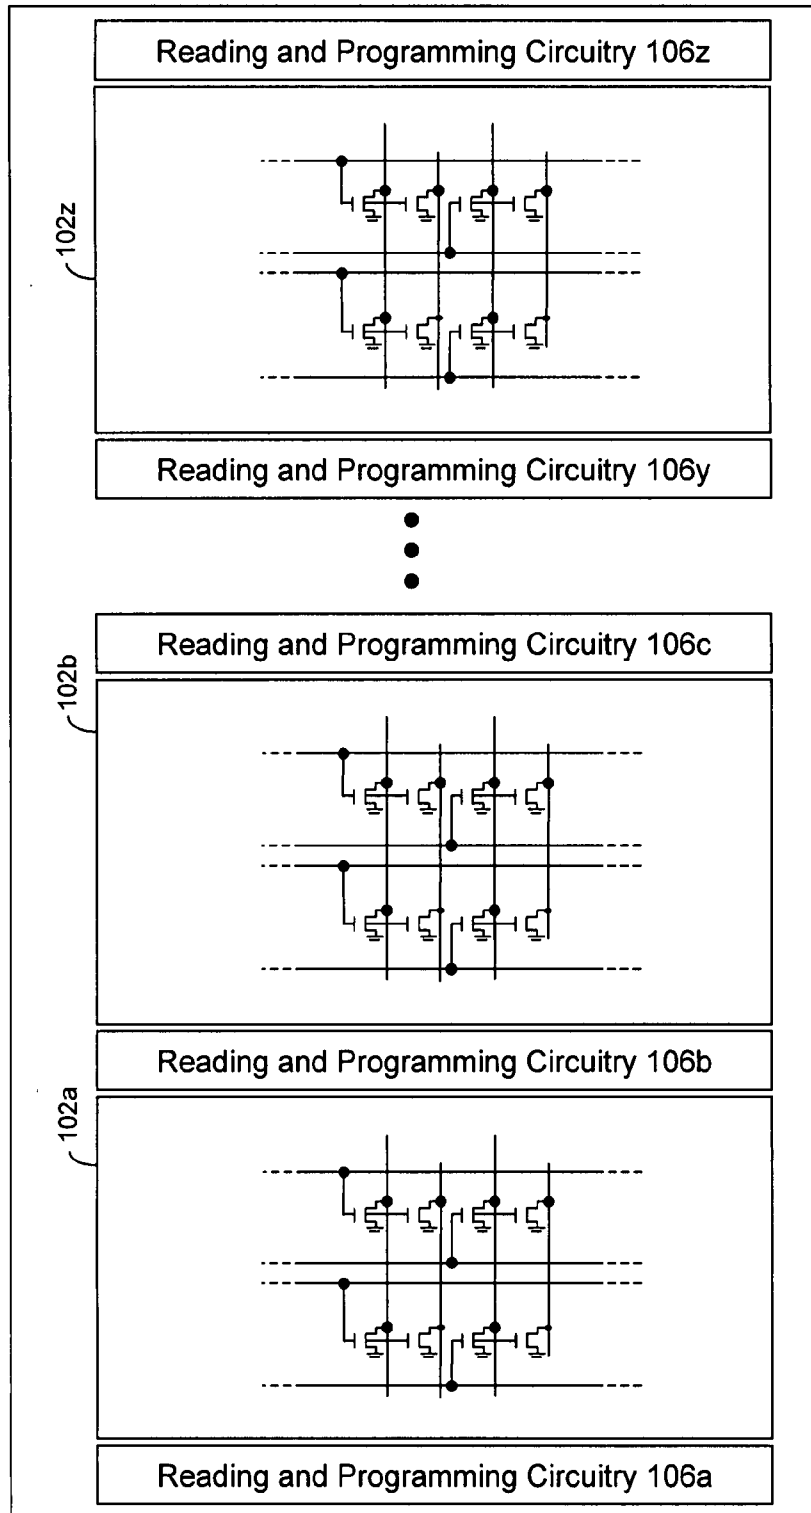 Reading and Programming Circuitry 106z
102z
Reading and Programming Circuitry 106y
Reading and Programming Circuitry 106c
102b
Reading and Programming Circuitry 106b
102a
Reading and Programming Circuitry 106a